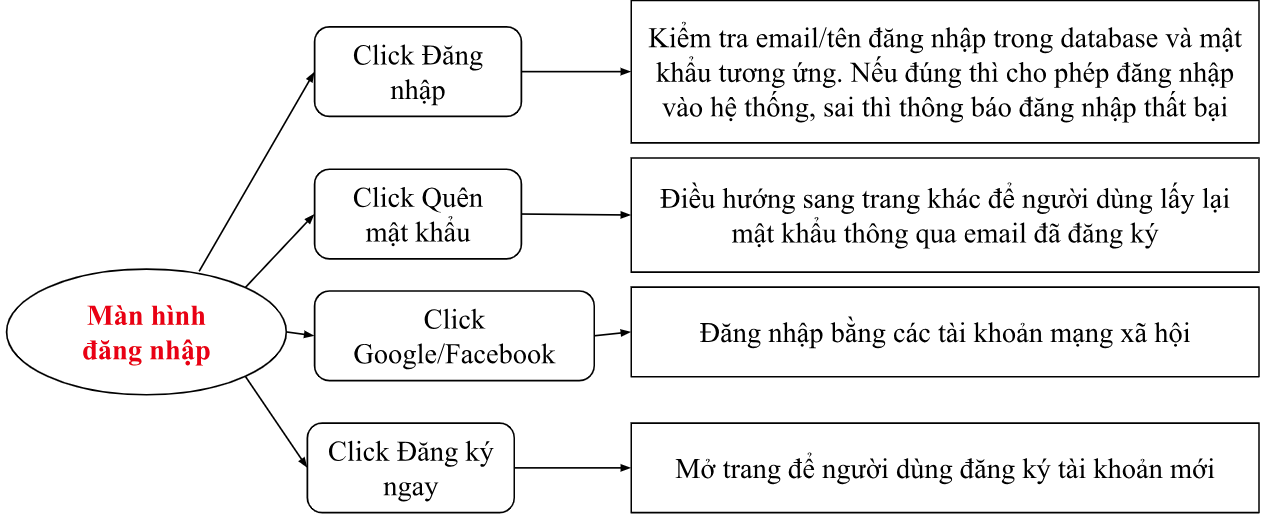 Màn hình
đăng nhập
Click Đăng
nhập
Kiểm tra email/tên đăng nhập trong database và mật
khẩu tương ứng. Nếu đúng thì cho phép đăng nhập
vào hệ thống, sai thì thông báo đăng nhập thất bại
Click Quên
mật khẩu
Điều hướng sang trang khác để người dùng lấy lại
mật khẩu thông qua email đã đăng ký
Click
Google/Facebook
Đăng nhập bằng các tài khoản mạng xã hội
Click Đăng ký
ngay
Mở trang để người dùng đăng ký tài khoản mới